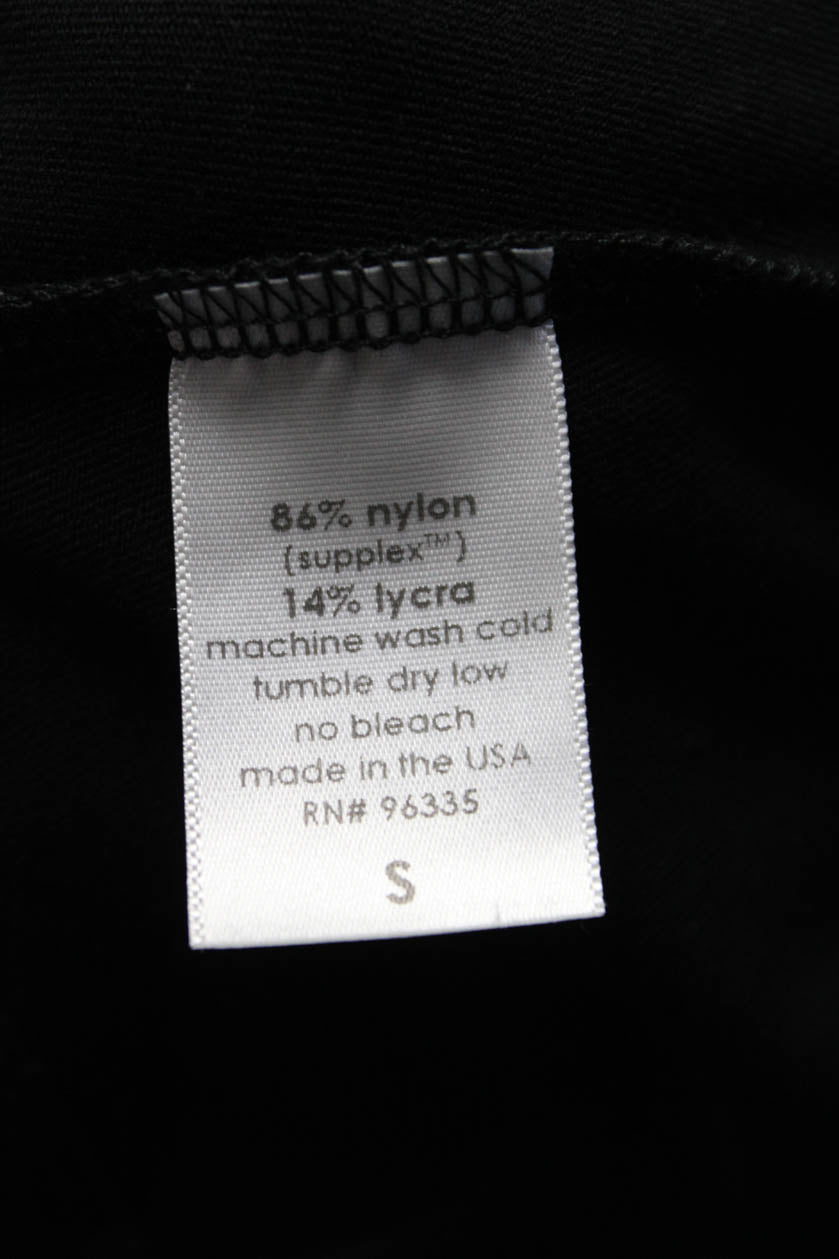 86% nylon
(supplex™)
14% lycra
machine wash cold
tumble dry low
no bleach
made in the USA
RN# 96335
S